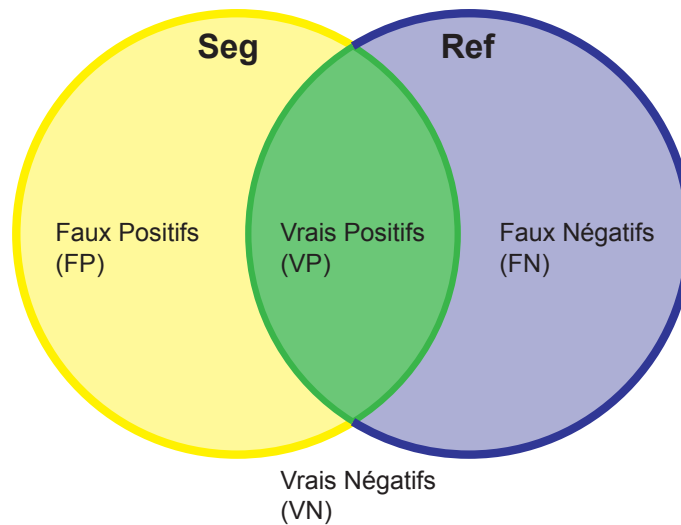 Seg
Ref
Faux Positifs
(FP)
Vrais Positifs
(VP)
Faux Négatifs
(FN)
Vrais Négatifs
(VN)